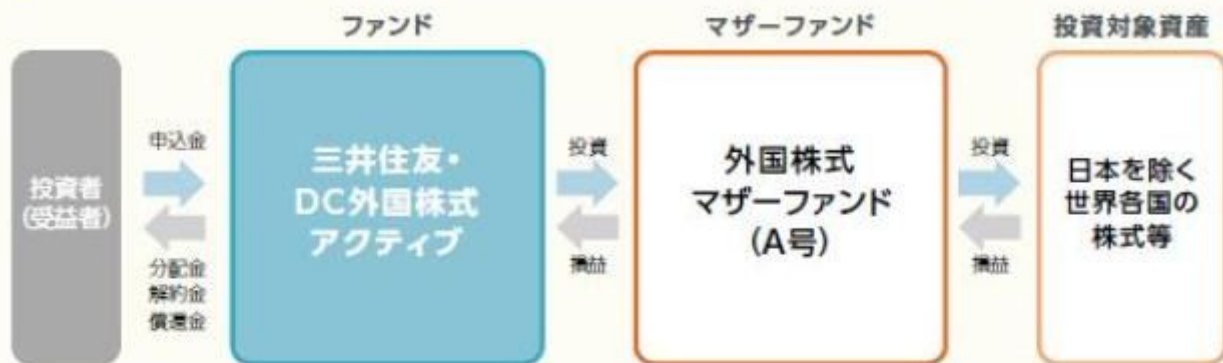 ファンド
マザーファンド
投資対象資産
投資者
(受益者)
申込金
分配金
解約金
償還金
三井住友・
DC外国株式
アクティブ
投資
損益
外国株式
マザーファンド
(A号)
投資
損益
日本を除く
世界各国の
株式等